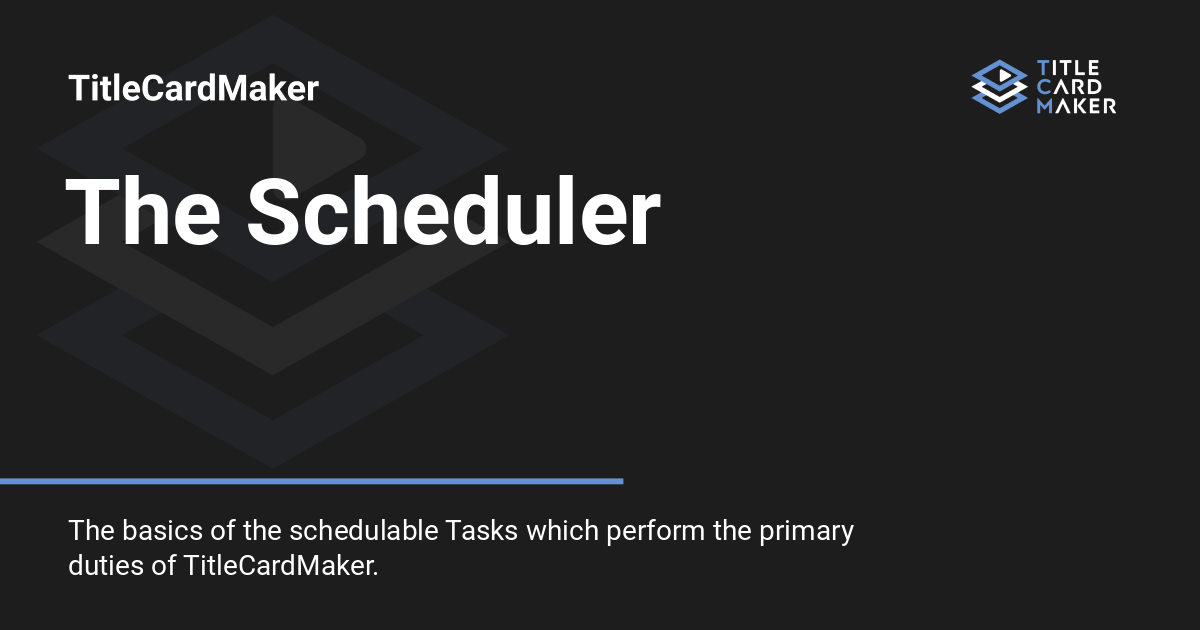 TitleCardMaker
TITLE
CARD
MAKER
The Scheduler
The basics of the schedulable Tasks which perform the primary
duties of TitleCardMaker.